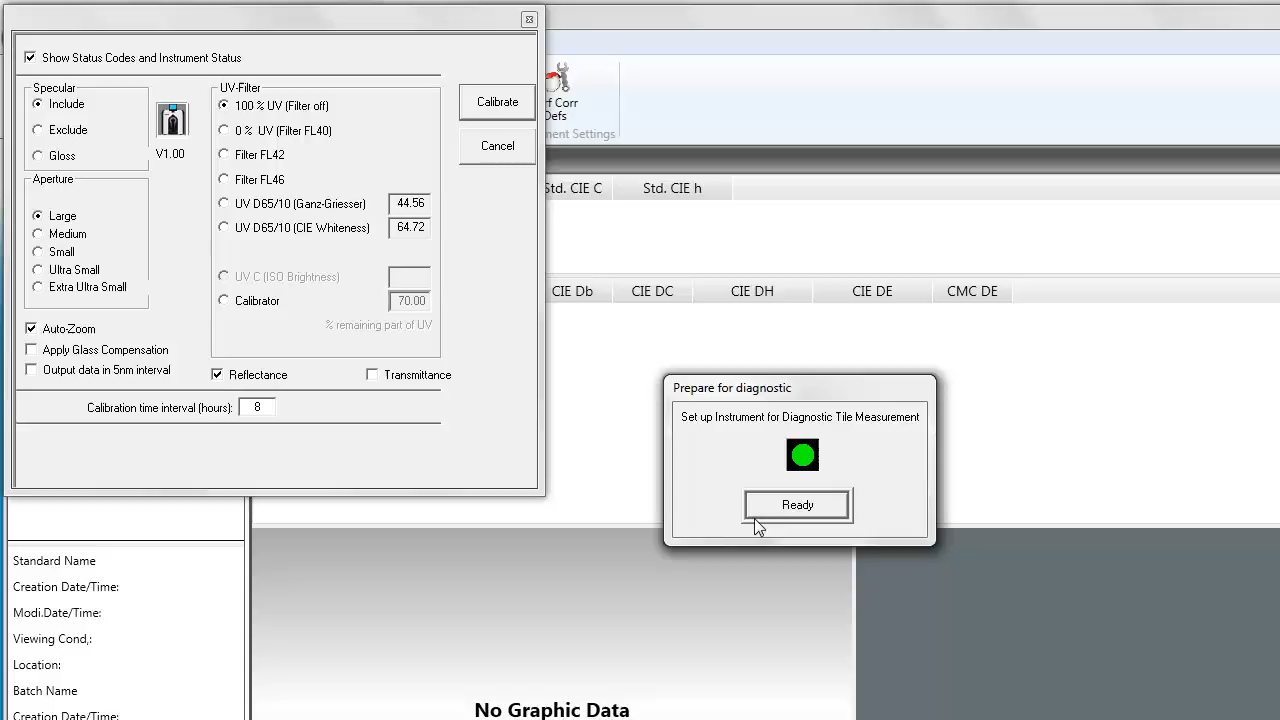 Show Status Codes and Instrument Status
Specular
Include
Exclude
Gloss
V1.00
Aperture
Large
Medium
Small
Ultra Small
Extra Ultra Small
Auto-Zoom
Apply Glass Compensation
Output data in 5nm interval
UV-Filter
100 % UV (Filter off)
0 % UV (Filter FL40)
Filter FL42
Filter FL46
UV D65/10 (Ganz-Griesser) 44.56
UV D65/10 (CIE Whiteness) 64.72
UV C (ISO Brightness)
Calibrator 70.00
% remaining part of UV
Reflectance
Transmittance
Calibration time interval (hours): 8
Calibrate
Cancel
rf Corr
Defs
ment Settings
Std. CIE C Std. CIE h
CIE Db CIE DC CIE DH CIE DE CMC DE
Prepare for diagnostic
Set up Instrument for Diagnostic Tile Measurement
Ready
Standard Name
Creation Date/Time:
Modi.Date/Time:
Viewing Cond,:
Location:
Batch Name
Creation Date/Time:
No Graphic Data